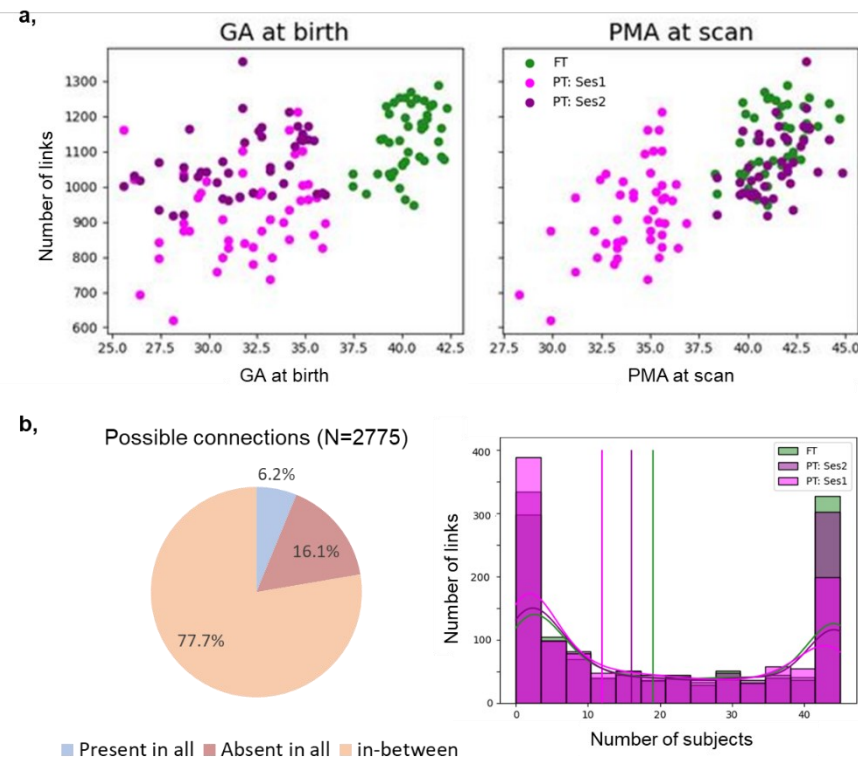 a,
GA at birth
PMA at scan
Number of links
1300
1200
1100
1000
900
800
700
600
25.0 27.5 30.0 32.5 35.0 37.5 40.0 42.5
GA at birth
FT
PT: Ses1
PT: Ses2
27.5 30.0 32.5 35.0 37.5 40.0 42.5 45.0
PMA at scan
b,
Possible connections (N=2775)
6.2%
16.1%
77.7%
Present in all Absent in all in-between
Number of links
400
300
200
100
0
FT
PT: Ses2
PT: Ses1
0 10 20 30 40
Number of subjects